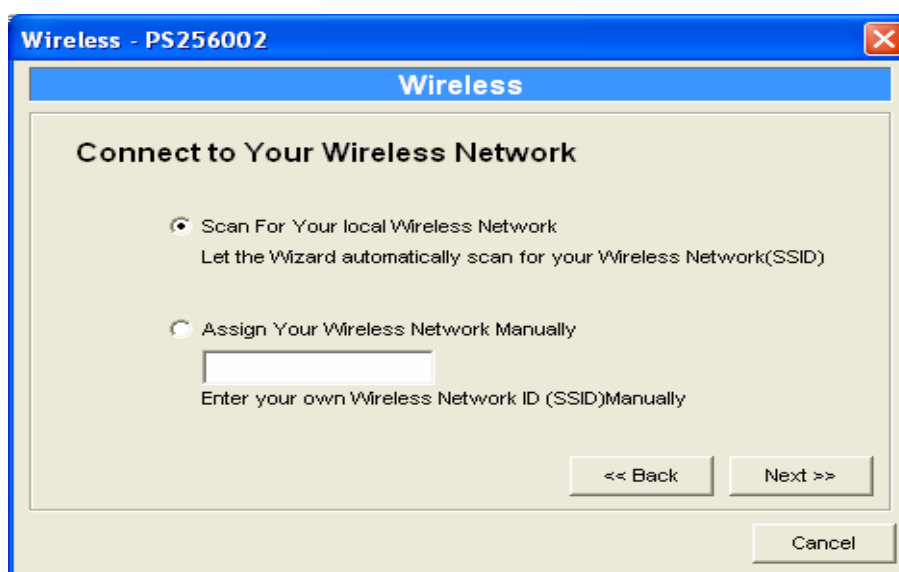 Wireless - PS256002
Wireless
Connect to Your Wireless Network
Scan For Your local Wireless Network
Let the Wizard automatically scan for your Wireless Network(SSID)
Assign Your Wireless Network Manually
Enter your own Wireless Network ID (SSID)Manually
<< Back
Next >>
Cancel